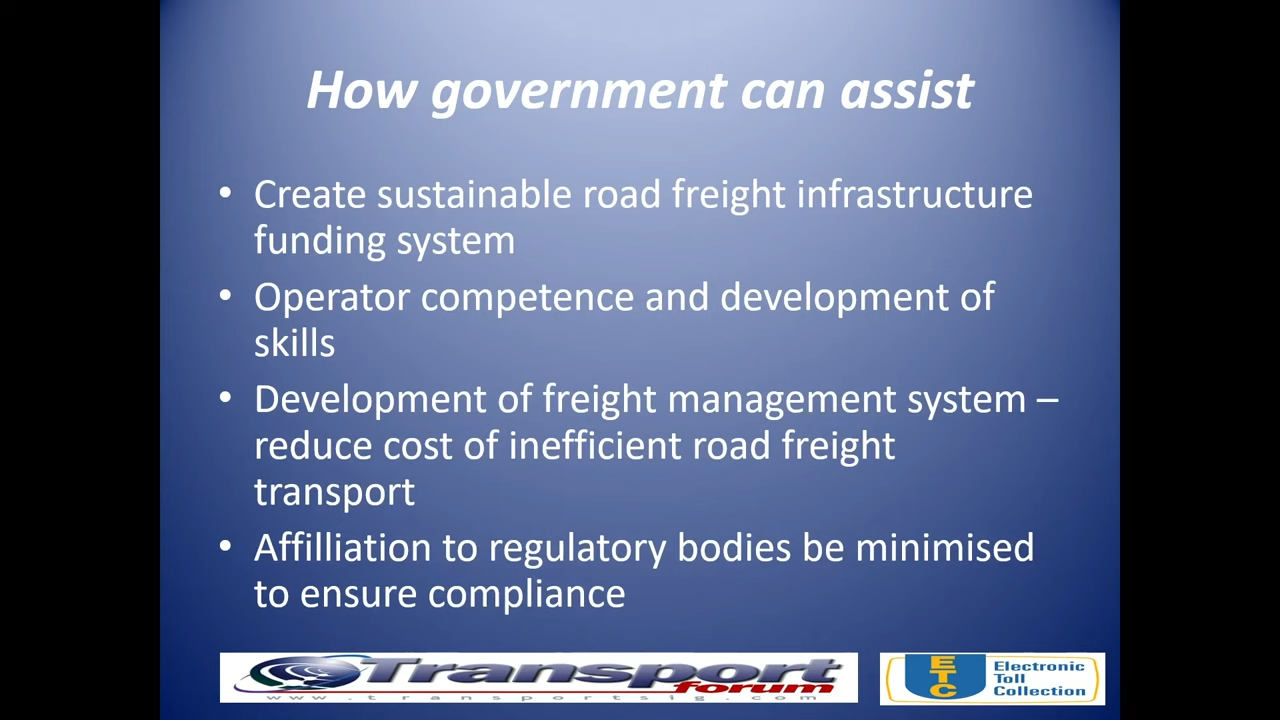 How government can assist
• Create sustainable road freight infrastructure
funding system
• Operator competence and development of
skills
• Development of freight management system –
reduce cost of inefficient road freight
transport
• Affilliation to regulatory bodies be minimised
to ensure compliance
Transport
forum
www.transportsig.com
ETC
Electronic
Toll
Collection